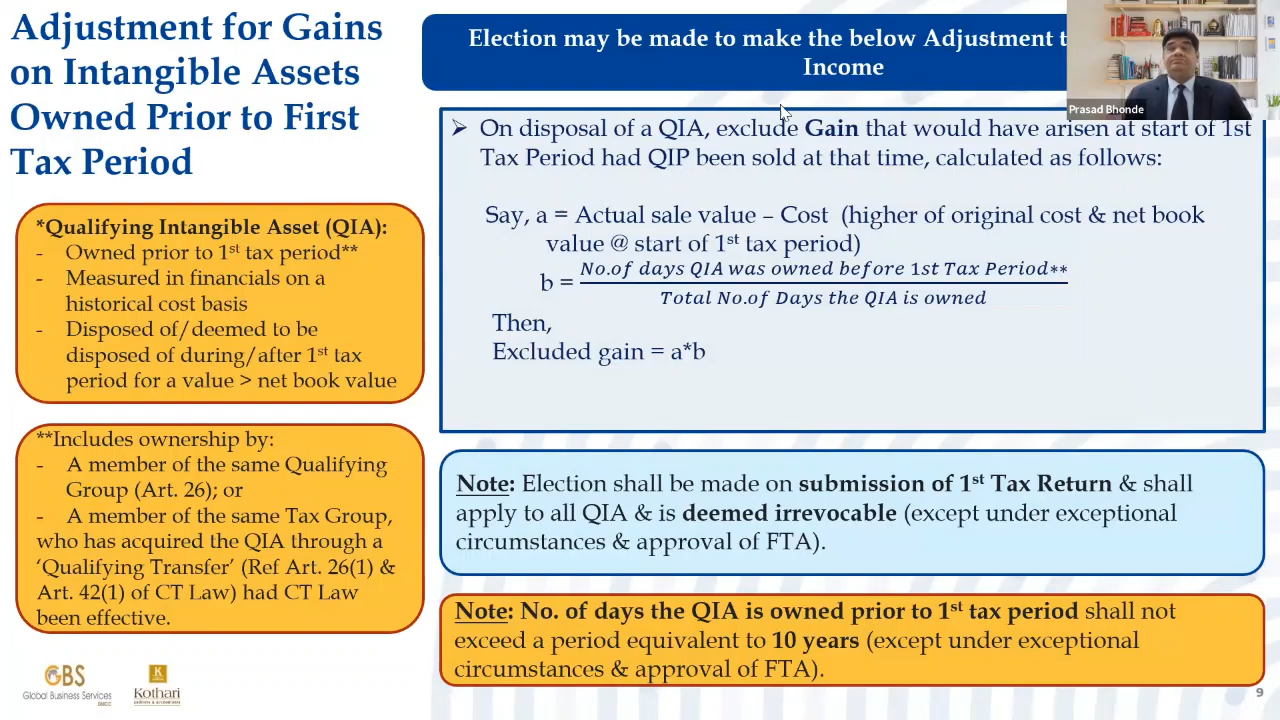 Adjustment for Gains
on Intangible Assets
Owned Prior to First
Tax Period
*Qualifying Intangible Asset (QIA):
- Owned prior to 1st tax period**
- Measured in financials on a
historical cost basis
- Disposed of/deemed to be
disposed of during/after 1st tax
period for a value > net book value
**Includes ownership by:
- A member of the same Qualifying
Group (Art. 26); or
- A member of the same Tax Group,
who has acquired the QIA through a
‘Qualifying Transfer’ (Ref Art. 26(1) &
Art. 42(1) of CT Law) had CT Law
been effective.
GBS
Global Business Services
DMCC
K
Kothari
Election may be made to make the below Adjustment
Income
Prasad Bhonde
➢ On disposal of a QIA, exclude Gain that would have arisen at start of 1st
Tax Period had QIP been sold at that time, calculated as follows:
Say, a = Actual sale value – Cost (higher of original cost & net book
value @ start of 1st tax period)
b = No.of days QIA was owned before 1st Tax Period**
Total No.of Days the QIA is owned
Then,
Excluded gain = a*b
Note: Election shall be made on submission of 1st Tax Return & shall
apply to all QIA & is deemed irrevocable (except under exceptional
circumstances & approval of FTA).
Note: No. of days the QIA is owned prior to 1st tax period shall not
exceed a period equivalent to 10 years (except under exceptional
circumstances & approval of FTA).
9